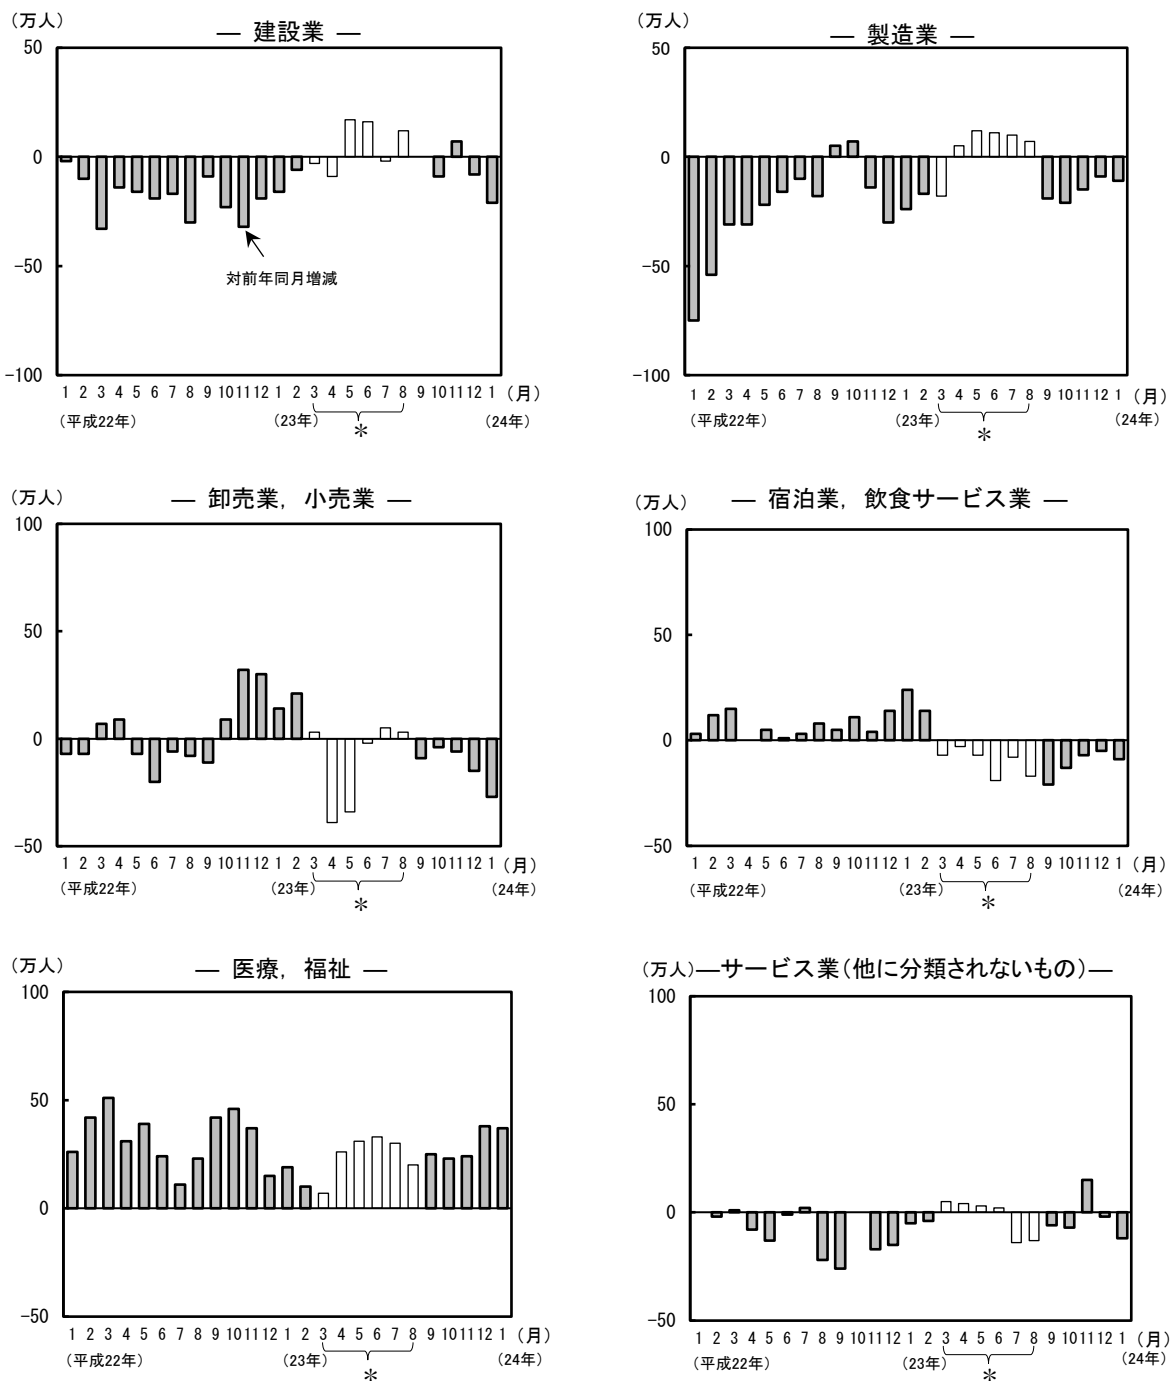 (万人)
― 建設業 ―
50
0
−50
−100
対前年同月増減
1 2 3 4 5 6 7 8 9 10 11 12 1 2 3 4 5 6 7 8 9 10 11 12 1 (月)
(平成22年) (23年) (24年)
＊
(万人)
― 製造業 ―
50
0
−50
−100
1 2 3 4 5 6 7 8 9 10 11 12 1 2 3 4 5 6 7 8 9 10 11 12 1 (月)
(平成22年) (23年) (24年)
＊
(万人)
― 卸売業，小売業 ―
100
50
0
−50
1 2 3 4 5 6 7 8 9 10 11 12 1 2 3 4 5 6 7 8 9 10 11 12 1 (月)
(平成22年) (23年) (24年)
＊
(万人)
― 宿泊業，飲食サービス業 ―
100
50
0
−50
1 2 3 4 5 6 7 8 9 10 11 12 1 2 3 4 5 6 7 8 9 10 11 12 1 (月)
(平成22年) (23年) (24年)
＊
(万人)
― 医療，福祉 ―
100
50
0
−50
1 2 3 4 5 6 7 8 9 10 11 12 1 2 3 4 5 6 7 8 9 10 11 12 1 (月)
(平成22年) (23年) (24年)
＊
(万人)
―サービス業(他に分類されないもの)―
100
50
0
−50
1 2 3 4 5 6 7 8 9 10 11 12 1 2 3 4 5 6 7 8 9 10 11 12 1 (月)
(平成22年) (23年) (24年)
＊